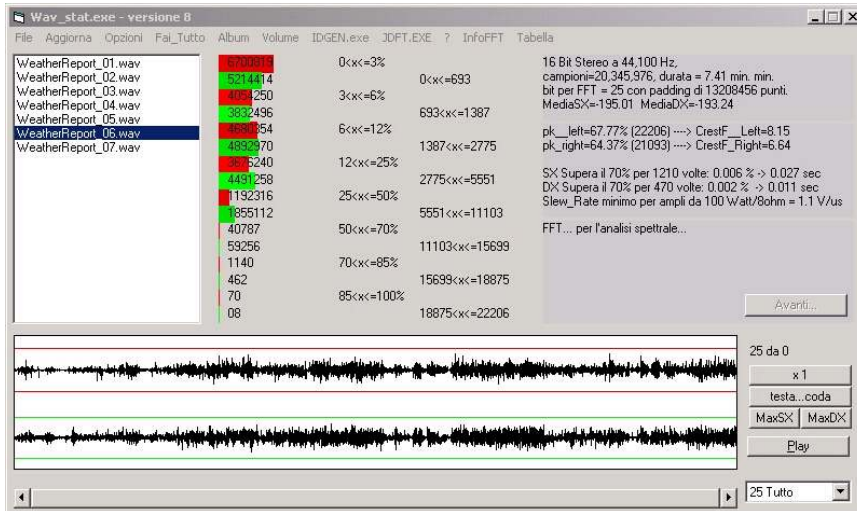 Wav_stat.exe - versione 8
File Aggiorna Opzioni Fai_Tutto Album Volume IDGEN.exe JDFT.EXE ? InfoFFT Tabella
WeatherReport_01.wav
WeatherReport_02.wav
WeatherReport_03.wav
WeatherReport_04.wav
WeatherReport_05.wav
WeatherReport_06.wav
WeatherReport_07.wav
6700819 0<x<=3%
5214414 0<x<=693
4054250 3<x<=6%
3832496 693<x<=1387
4680354 6<x<=12%
4892970 1387<x<=2775
3676240 12<x<=25%
4491258 2775<x<=5551
1192316 25<x<=50%
1855112 5551<x<=11103
40787 50<x<=70%
59256 11103<x<=15699
1140 70<x<=85%
462 15699<x<=18875
70 85<x<=100%
08 18875<x<=22206
16 Bit Stereo a 44,100 Hz,
campioni=20,345,976, durata = 7.41 min. min.
bit per FFT = 25 con padding di 13208456 punti.
MediaSX=-195.01 MediaDX=-193.24
pk__left=67.77% (22206) ----> CrestF__Left=8.15
pk_right=64.37% (21093) ----> CrestF_Right=6.64
SX Supera il 70% per 1210 volte: 0.006 % -> 0.027 sec
DX Supera il 70% per 470 volte: 0.002 % -> 0.011 sec
Slew_Rate minimo per ampli da 100 Watt/8ohm = 1.1 V/us
FFT... per l'analisi spettrale...
Avanti...
25 da 0
x 1
testa...coda
MaxSX MaxDX
Play
25 Tutto